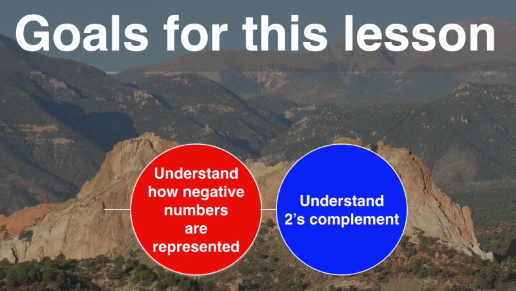 Goals for this lesson
Understand
how negative
numbers
are
represented
Understand
2’s complement